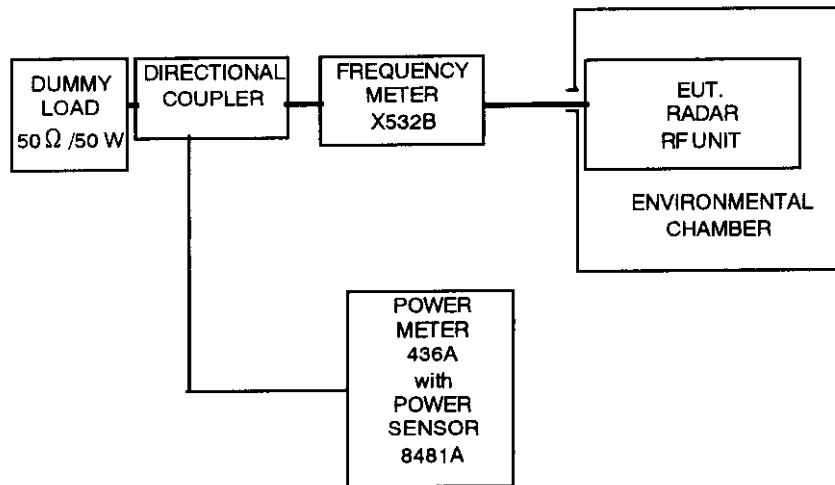 DUMMY
LOAD
50 Ω /50 W
DIRECTIONAL
COUPLER
FREQUENCY
METER
X532B
EUT.
RADAR
RF UNIT
ENVIRONMENTAL
CHAMBER
POWER
METER
436A
with
POWER
SENSOR
8481A